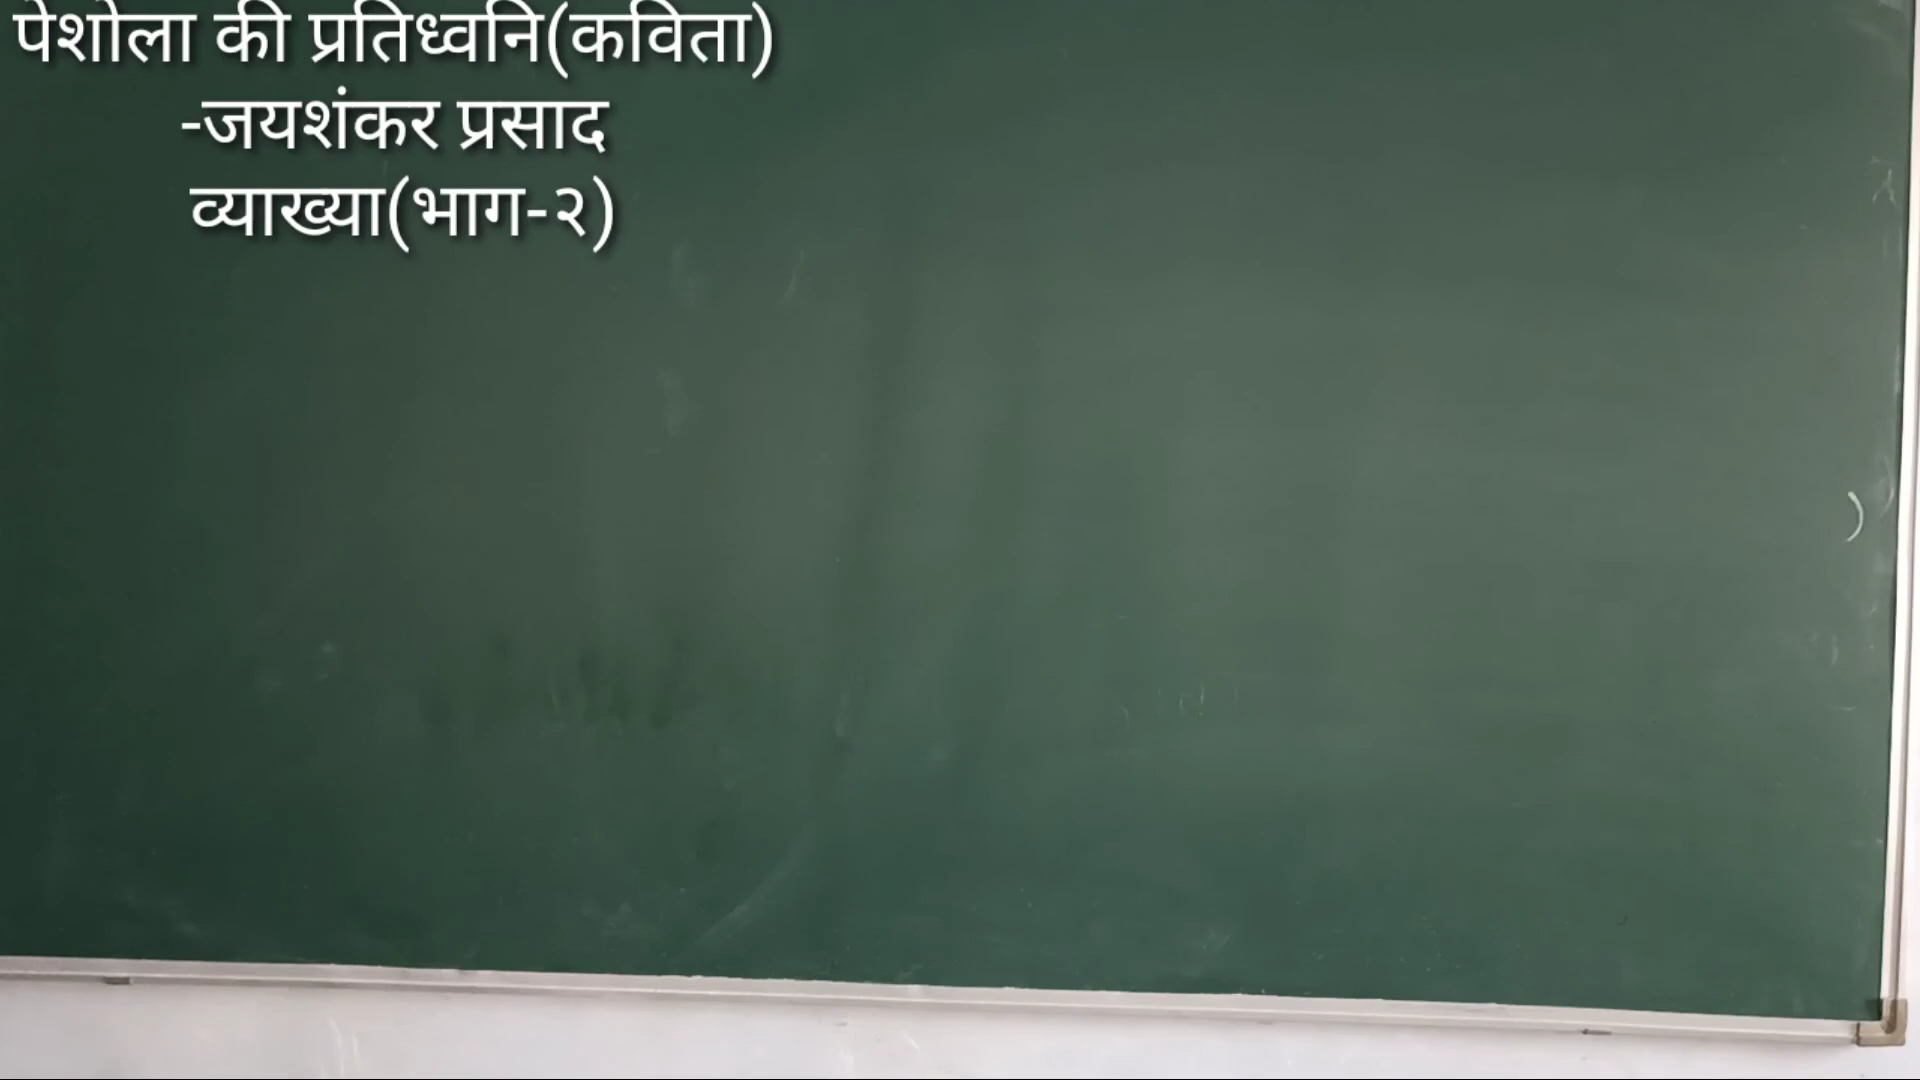 पेशोला की प्रतिध्वनि(कविता)
-जयशंकर प्रसाद
व्याख्या(भाग-२)